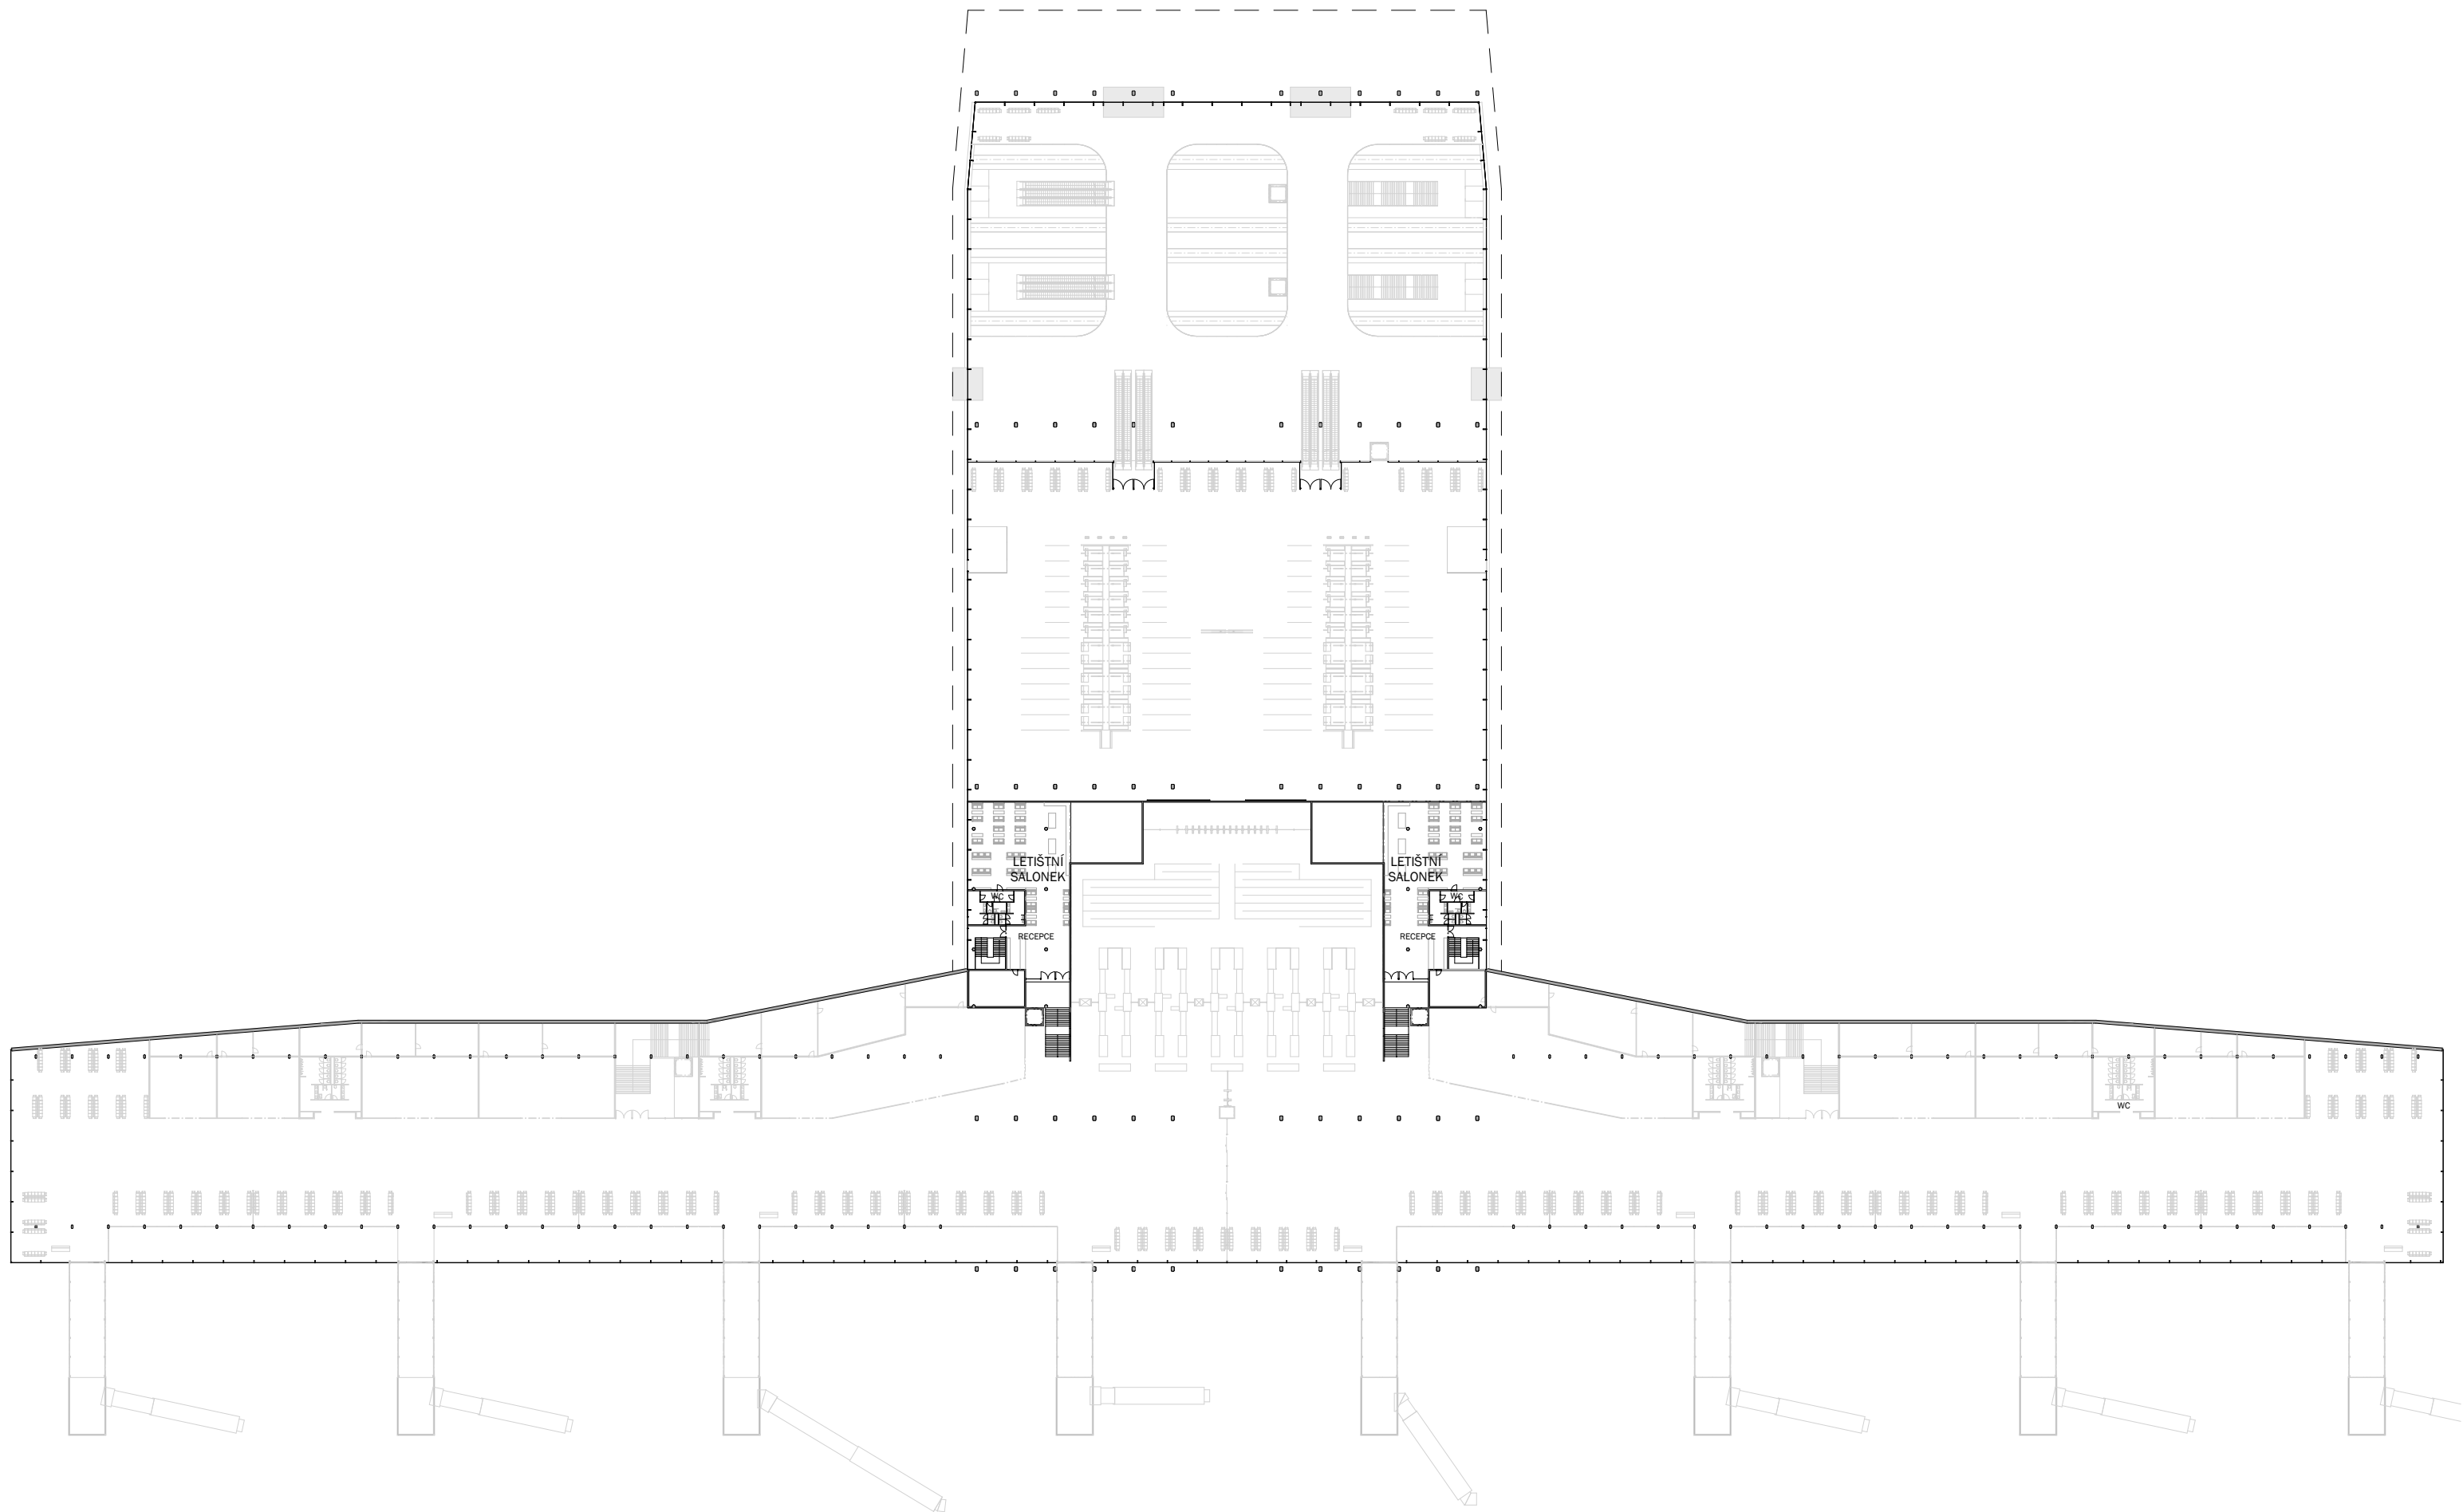 LETIŠTNÍ
SALONEK
WC
RECEPCE
LETIŠTNÍ
SALONEK
WC
RECEPCE
WC